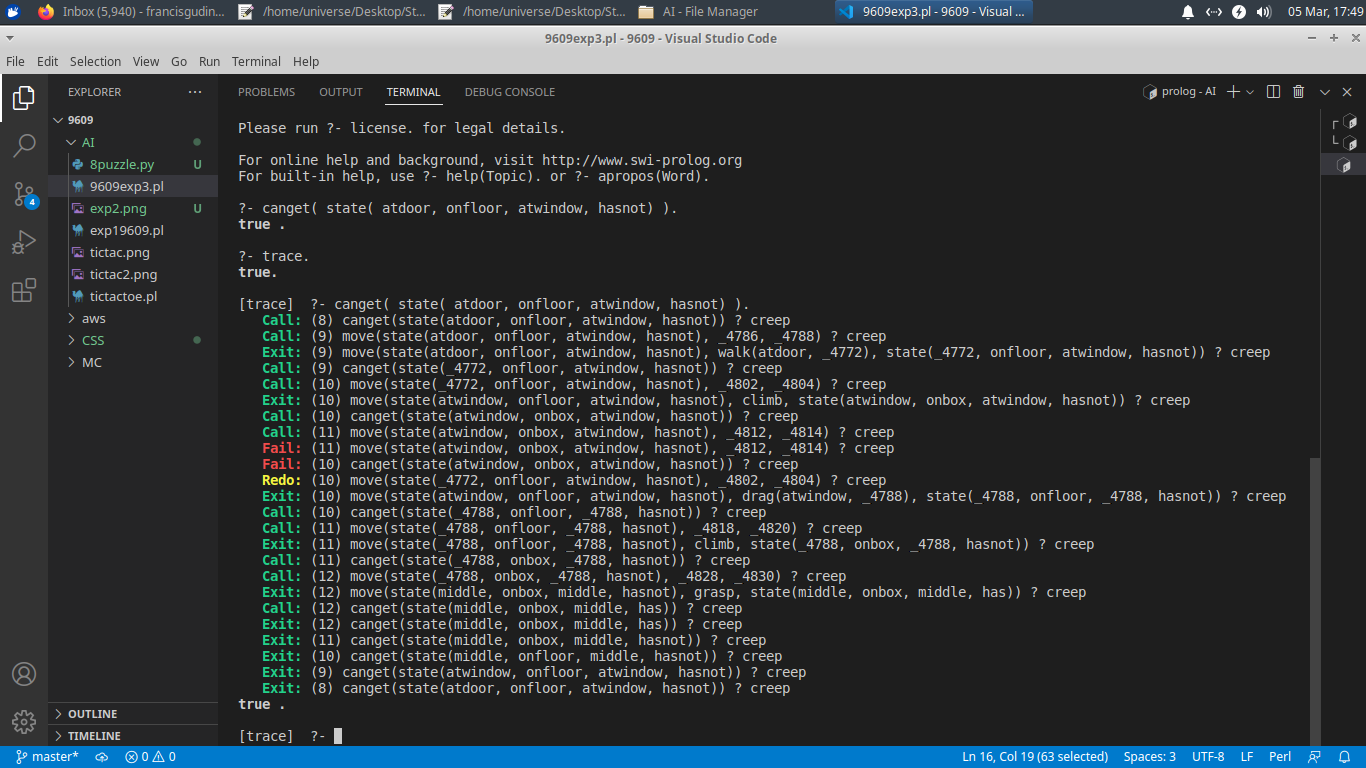 Inbox (5,940) - francisgudin...
/home/universe/Desktop/St...
/home/universe/Desktop/St...
AI - File Manager
9609exp3.pl - 9609 - Visual ...
05 Mar, 17:49
9609exp3.pl - 9609 - Visual Studio Code
File Edit Selection View Go Run Terminal Help
EXPLORER
9609
AI
8puzzle.py U
9609exp3.pl
exp2.png U
exp19609.pl
tictac.png
tictac2.png
tictactoe.pl
aws
CSS
MC
4
OUTLINE
TIMELINE
PROBLEMS OUTPUT TERMINAL DEBUG CONSOLE
prolog - AI
Please run ?- license. for legal details.
For online help and background, visit http://www.swi-prolog.org
For built-in help, use ?- help(Topic). or ?- apropos(Word).
?- canget( state( atdoor, onfloor, atwindow, hasnot) ).
true .
?- trace.
true.
[trace]  ?- canget( state( atdoor, onfloor, atwindow, hasnot) ).
Call: (8) canget(state(atdoor, onfloor, atwindow, hasnot)) ? creep
Call: (9) move(state(atdoor, onfloor, atwindow, hasnot), _4786, _4788) ? creep
Exit: (9) move(state(atdoor, onfloor, atwindow, hasnot), walk(atdoor, _4772), state(_4772, onfloor, atwindow, hasnot)) ? creep
Call: (9) canget(state(_4772, onfloor, atwindow, hasnot)) ? creep
Call: (10) move(state(_4772, onfloor, atwindow, hasnot), _4802, _4804) ? creep
Exit: (10) move(state(atwindow, onfloor, atwindow, hasnot), climb, state(atwindow, onbox, atwindow, hasnot)) ? creep
Call: (10) canget(state(atwindow, onbox, atwindow, hasnot)) ? creep
Call: (11) move(state(atwindow, onbox, atwindow, hasnot), _4812, _4814) ? creep
Fail: (11) move(state(atwindow, onbox, atwindow, hasnot), _4812, _4814) ? creep
Fail: (10) canget(state(atwindow, onbox, atwindow, hasnot)) ? creep
Redo: (10) move(state(_4772, onfloor, atwindow, hasnot), _4802, _4804) ? creep
Exit: (10) move(state(atwindow, onfloor, atwindow, hasnot), drag(atwindow, _4788), state(_4788, onfloor, _4788, hasnot)) ? creep
Call: (10) canget(state(_4788, onfloor, _4788, hasnot)) ? creep
Call: (11) move(state(_4788, onfloor, _4788, hasnot), _4818, _4820) ? creep
Exit: (11) move(state(_4788, onfloor, _4788, hasnot), climb, state(_4788, onbox, _4788, hasnot)) ? creep
Call: (11) canget(state(_4788, onbox, _4788, hasnot)) ? creep
Call: (12) move(state(_4788, onbox, _4788, hasnot), _4828, _4830) ? creep
Exit: (12) move(state(middle, onbox, middle, hasnot), grasp, state(middle, onbox, middle, has)) ? creep
Call: (12) canget(state(middle, onbox, middle, has)) ? creep
Exit: (12) canget(state(middle, onbox, middle, has)) ? creep
Exit: (11) canget(state(middle, onbox, middle, hasnot)) ? creep
Exit: (10) canget(state(middle, onfloor, middle, hasnot)) ? creep
Exit: (9) canget(state(atwindow, onfloor, atwindow, hasnot)) ? creep
Exit: (8) canget(state(atdoor, onfloor, atwindow, hasnot)) ? creep
true .
[trace]  ?-
master* 0 0 Ln 16, Col 19 (63 selected) Spaces: 3 UTF-8 LF Perl